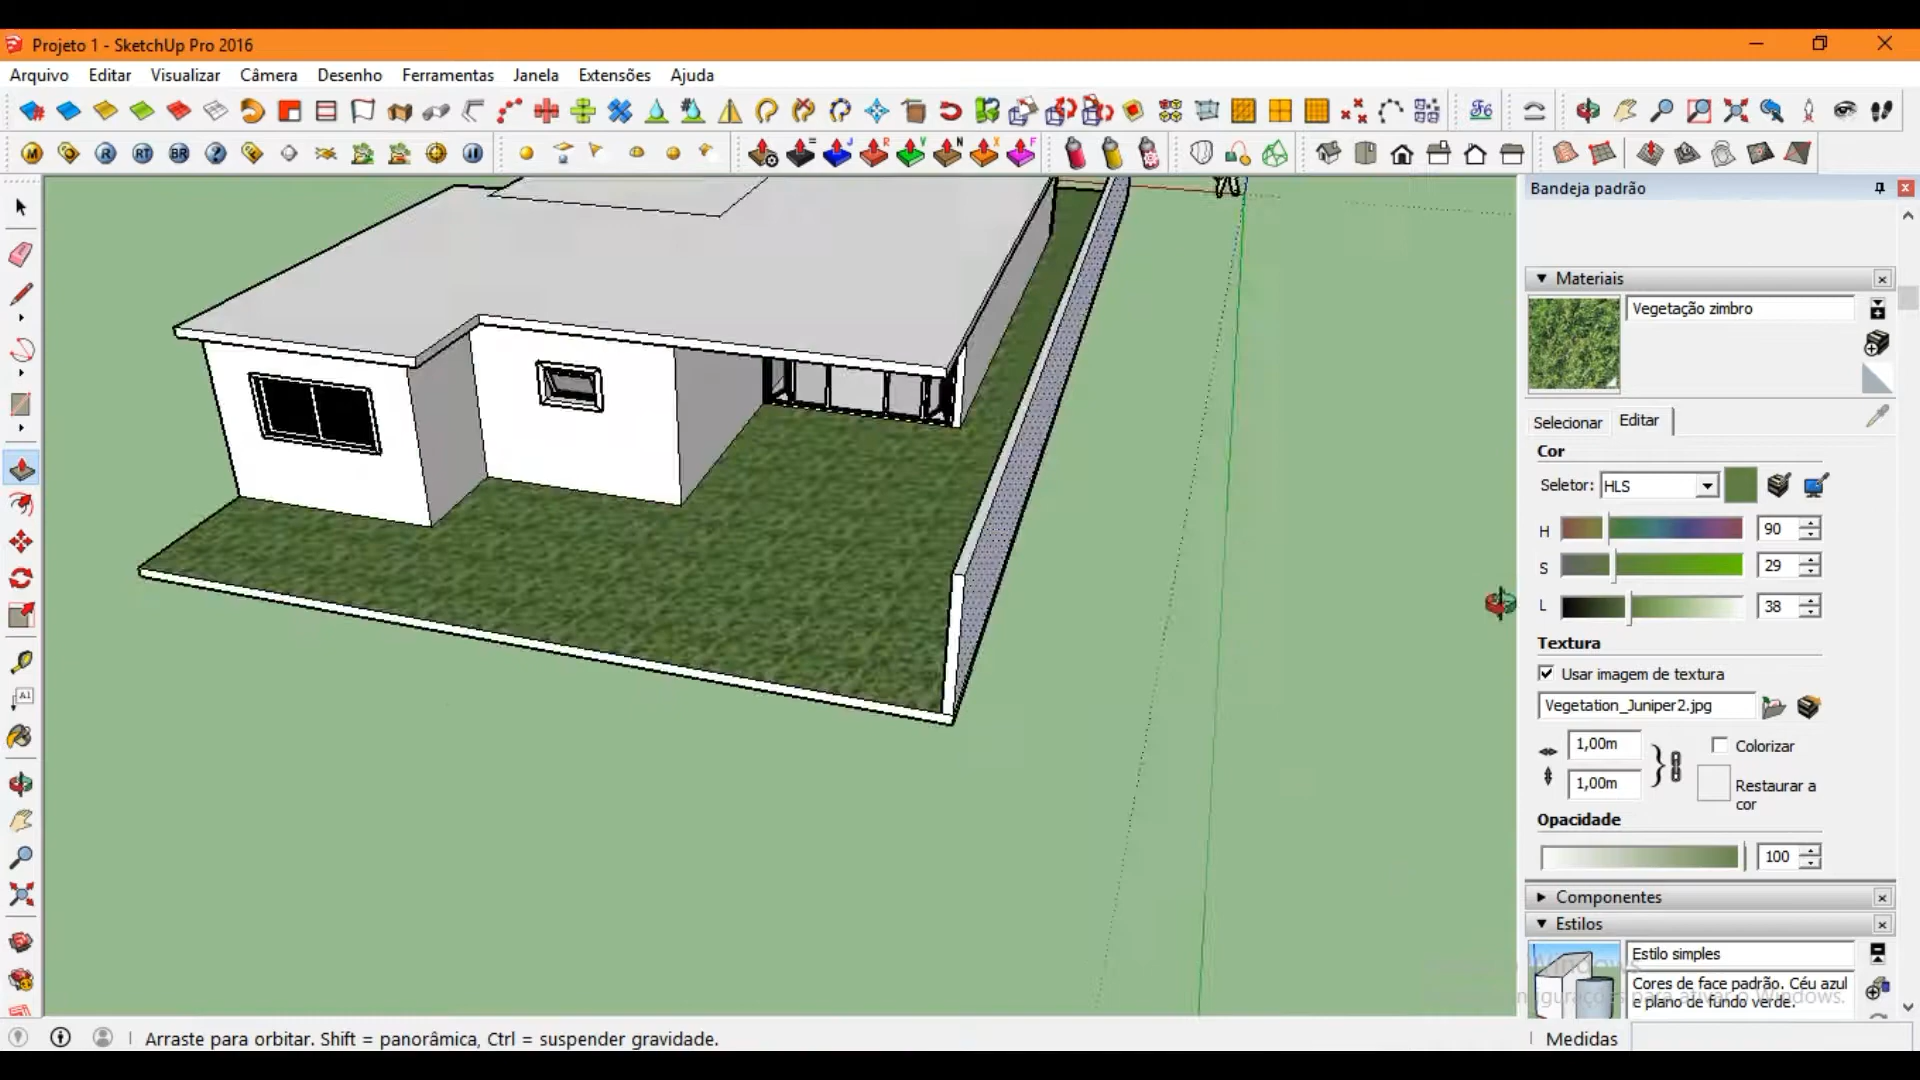 Projeto 1 - SketchUp Pro 2016
Arquivo Editar Visualizar Câmera Desenho Ferramentas Janela Extensões Ajuda
Bandeja padrão
Materiais
Vegetação zimbro
Selecionar Editar
Cor
Seletor: HLS
H 90
S 29
L 38
Textura
Usar imagem de textura
Vegetation_Juniper2.jpg
1,00m Colorizar
1,00m Restaurar a
cor
Opacidade
100
Componentes
Estilos
Estilo simples
Cores de face padrão. Céu azul
e plano de fundo verde.
Arraste para orbitar. Shift = panorâmica, Ctrl = suspender gravidade.
Medidas